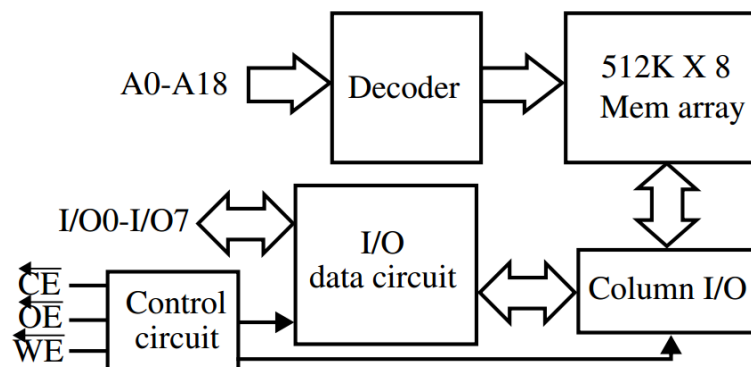 A0-A18
Decoder
512K X 8
Mem array
I/O0-I/O7
I/O
data circuit
Column I/O
CE
OE
WE
Control
circuit